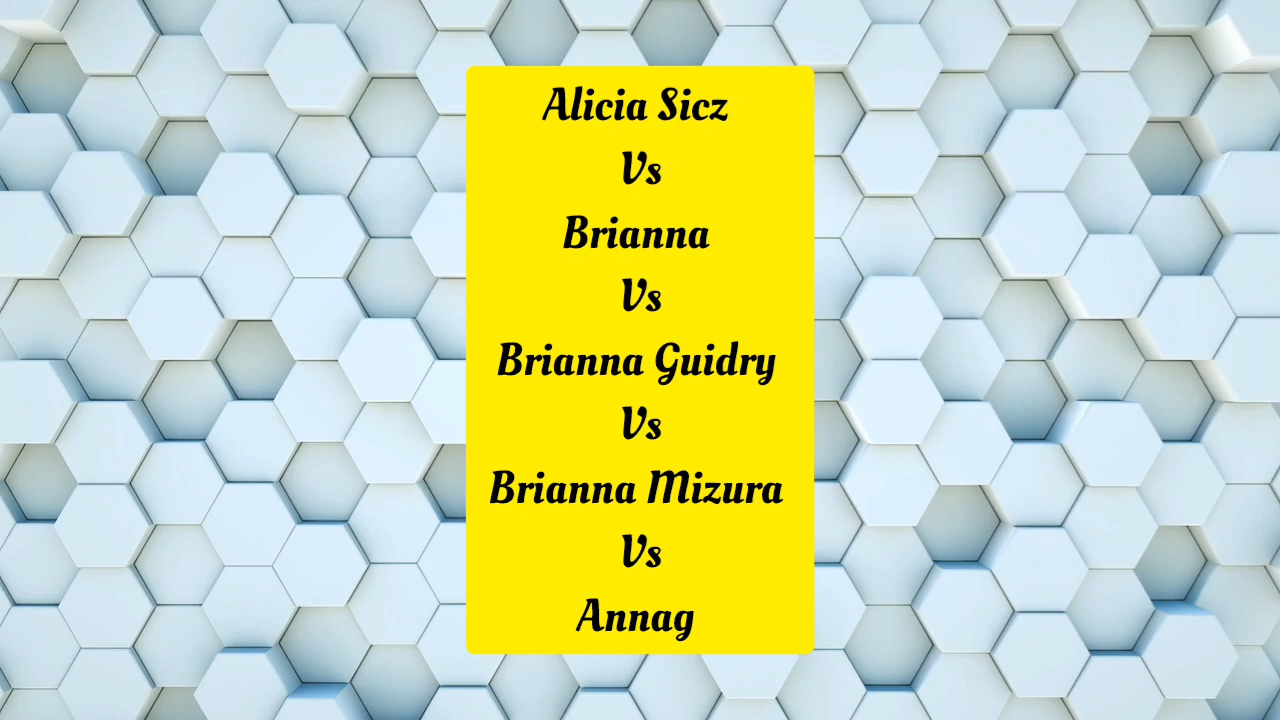 Alicia Sicz
Vs
Brianna
Vs
Brianna Guidry
Vs
Brianna Mizura
Vs
Annag